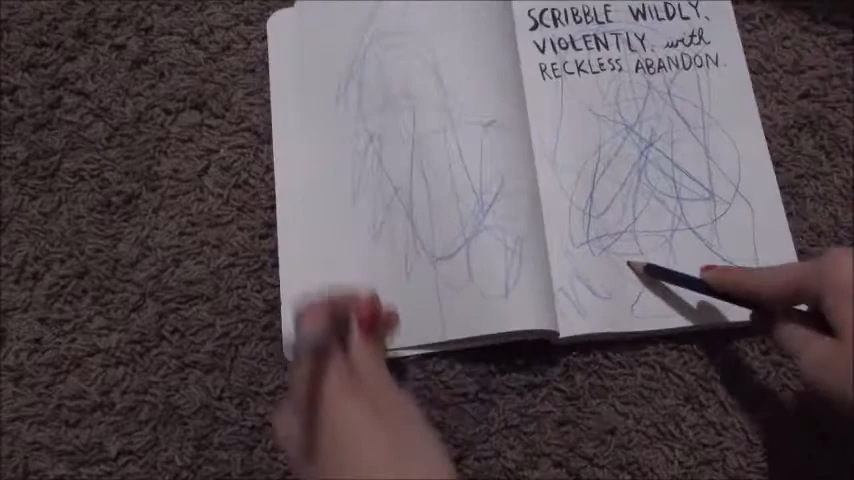 SCRIBBLE WILDLY,
VIOLENTLY, with
RECKLESS ABANDON.